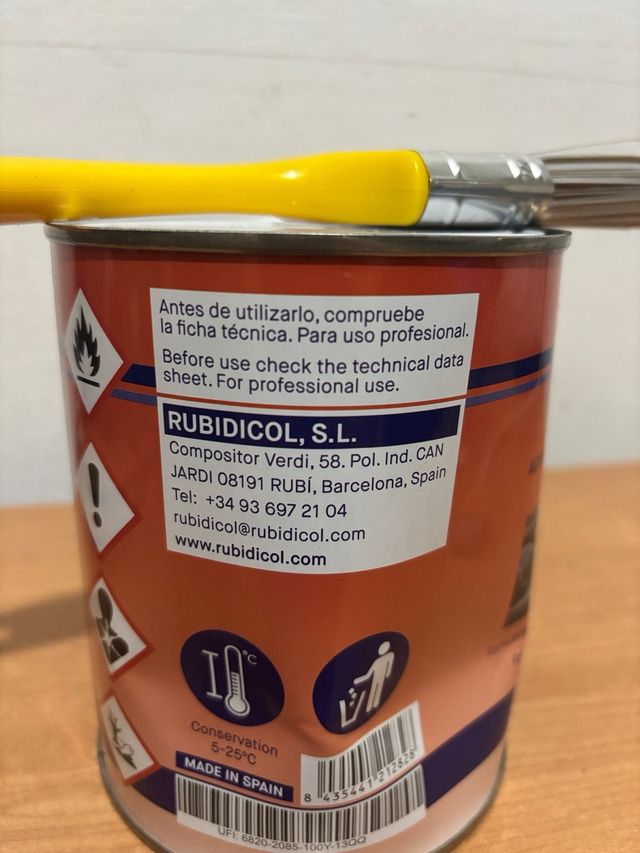 Antes de utilizarlo, compruebe
la ficha técnica. Para uso profesional.
Before use check the technical data
sheet. For professional use.
RUBIDICOL, S.L.
Compositor Verdi, 58. Pol. Ind. CAN
JARDI 08191 RUBÍ, Barcelona, Spain
Tel: +34 93 697 21 04
rubidicol@rubidicol.com
www.rubidicol.com
°C
Conservation
5-25°C
MADE IN SPAIN
8 435441 212828
UFI: 6820-2085-100Y-13QQ